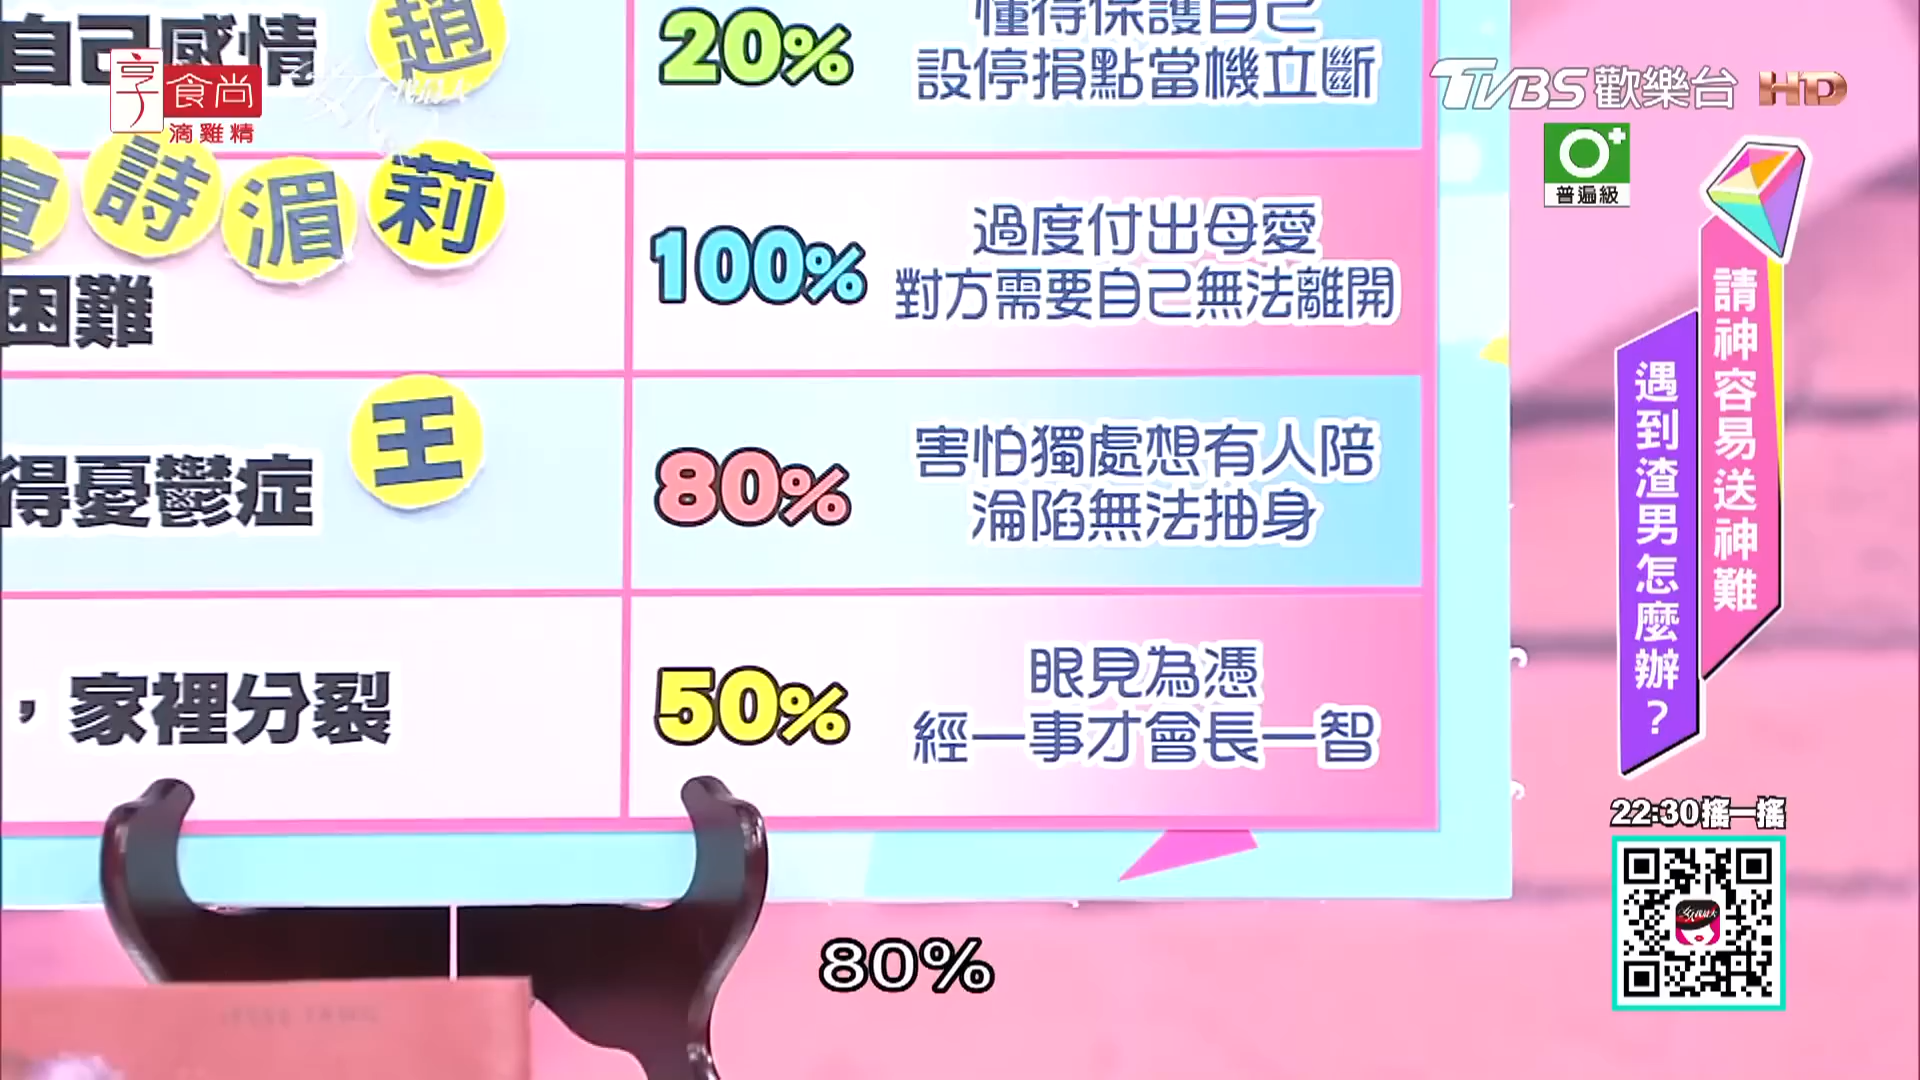 自己感情
趙
20%
懂得保護自己
設停損點當機立斷
享食尚
滴雞精
TVBS歡樂台 HD
普遍級
宣 詩 湄 莉
困難
100%
過度付出母愛
對方需要自己無法離開
得憂鬱症
王
80%
害怕獨處想有人陪
淪陷無法抽身
，家裡分裂
50%
眼見為憑
經一事才會長一智
請神容易送神難
遇到渣男怎麼辦？
22:30搖一搖
80%